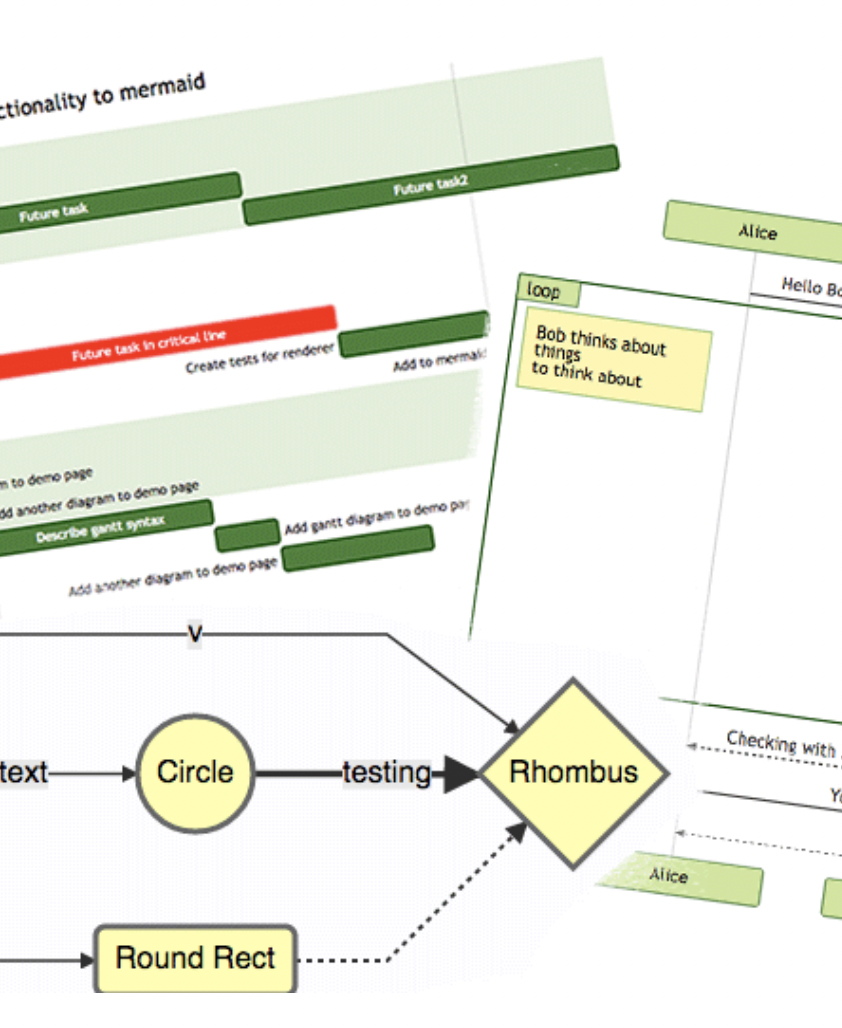 ctionality to mermaid
Future task
Future task2
Future task in critical line
Create tests for renderer
Add to mermaid
m to demo page
dd another diagram to demo page
Describe gantt syntax
Add gantt diagram to demo pa
Add another diagram to demo page
Alice
Hello Bo
loop
Bob thinks about
things
to think about
Checking with
Yo
Alice
v
text
Circle
testing
Rhombus
Round Rect